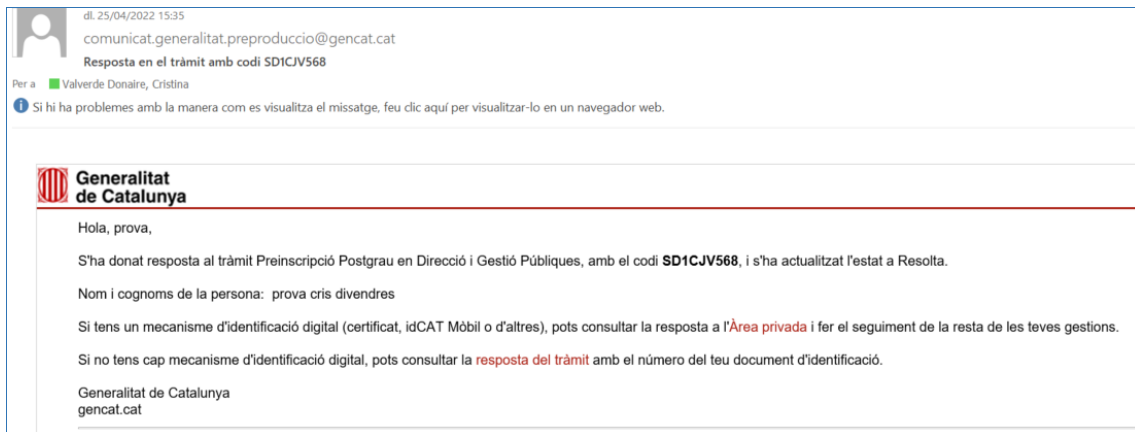 dl. 25/04/2022 15:35
comunicat.generalitat.preproduccio@gencat.cat
Resposta en el tràmit amb codi SD1CJV568
Per a Valverde Donaire, Cristina
Si hi ha problemes amb la manera com es visualitza el missatge, feu clic aquí per visualitzar-lo en un navegador web.
Generalitat
de Catalunya
Hola, prova,
S'ha donat resposta al tràmit Preinscripció Postgrau en Direcció i Gestió Públiques, amb el codi SD1CJV568, i s'ha actualitzat l'estat a Resolta.
Nom i cognoms de la persona: prova cris divendres
Si tens un mecanisme d'identificació digital (certificat, idCAT Mòbil o d'altres), pots consultar la resposta a l'Àrea privada i fer el seguiment de la resta de les teves gestions.
Si no tens cap mecanisme d'identificació digital, pots consultar la resposta del tràmit amb el número del teu document d'identificació.
Generalitat de Catalunya
gencat.cat